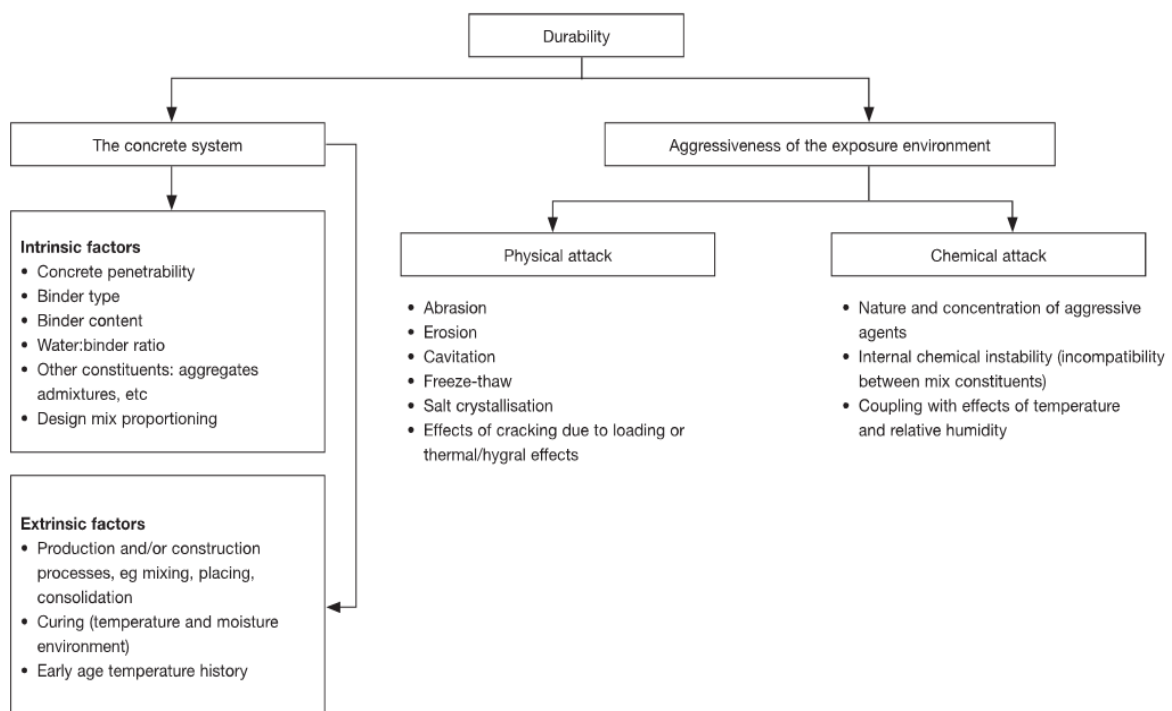 Durability
The concrete system
Aggressiveness of the exposure environment
Intrinsic factors
• Concrete penetrability
• Binder type
• Binder content
• Water:binder ratio
• Other constituents: aggregates
admixtures, etc
• Design mix proportioning
Extrinsic factors
• Production and/or construction
processes, eg mixing, placing,
consolidation
• Curing (temperature and moisture
environment)
• Early age temperature history
Physical attack
• Abrasion
• Erosion
• Cavitation
• Freeze-thaw
• Salt crystallisation
• Effects of cracking due to loading or
thermal/hygral effects
Chemical attack
• Nature and concentration of aggressive
agents
• Internal chemical instability (incompatibility
between mix constituents)
• Coupling with effects of temperature
and relative humidity